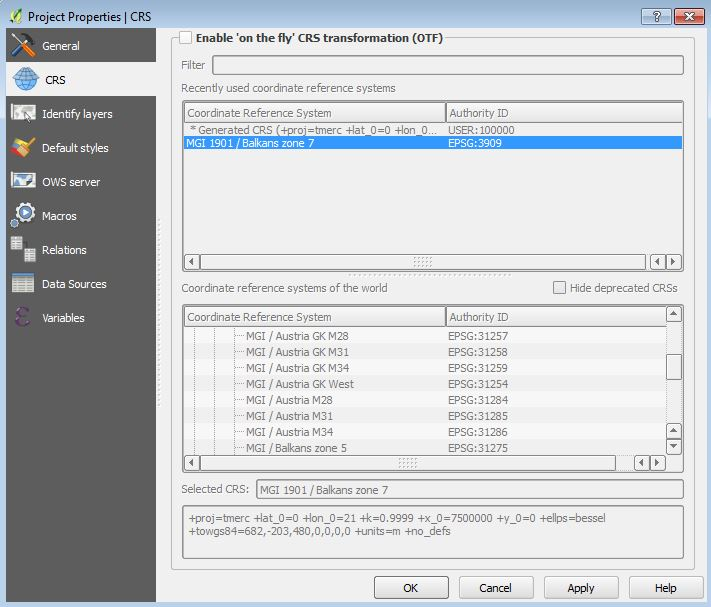 Project Properties | CRS
General
CRS
Identify layers
Default styles
OWS server
Macros
Relations
Data Sources
Variables
Enable 'on the fly' CRS transformation (OTF)
Filter
Recently used coordinate reference systems
Coordinate Reference System Authority ID
* Generated CRS (+proj=tmerc +lat_0=0 +lon_0... USER:100000
MGI 1901 / Balkans zone 7 EPSG:3909
Coordinate reference systems of the world Hide deprecated CRSs
Coordinate Reference System Authority ID
MGI / Austria GK M28 EPSG:31257
MGI / Austria GK M31 EPSG:31258
MGI / Austria GK M34 EPSG:31259
MGI / Austria GK West EPSG:31254
MGI / Austria M28 EPSG:31284
MGI / Austria M31 EPSG:31285
MGI / Austria M34 EPSG:31286
MGI / Balkans zone 5 EPSG:31275
Selected CRS: MGI 1901 / Balkans zone 7
+proj=tmerc +lat_0=0 +lon_0=21 +k=0.9999 +x_0=7500000 +y_0=0 +ellps=bessel
+towgs84=682,-203,480,0,0,0,0 +units=m +no_defs
OK Cancel Apply Help